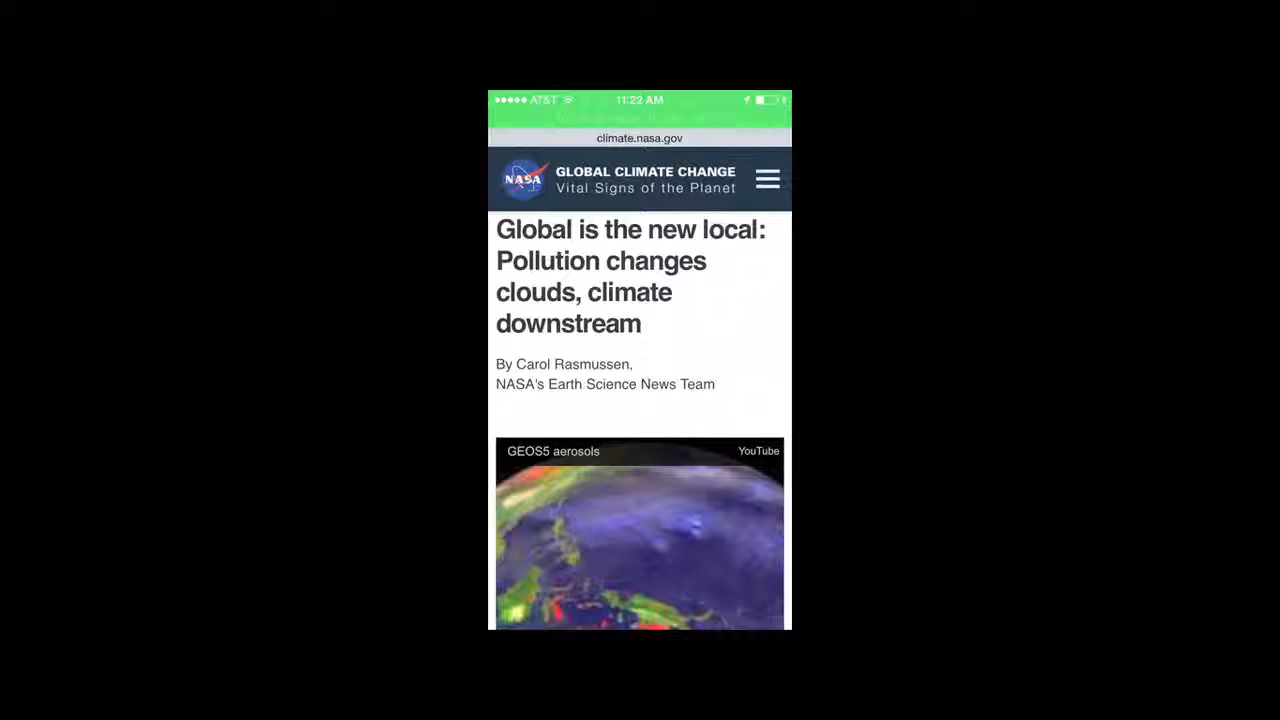 AT&T 11:22 AM
climate.nasa.gov
NASA GLOBAL CLIMATE CHANGE
Vital Signs of the Planet
Global is the new local:
Pollution changes
clouds, climate
downstream
By Carol Rasmussen,
NASA's Earth Science News Team
GEOS5 aerosols YouTube